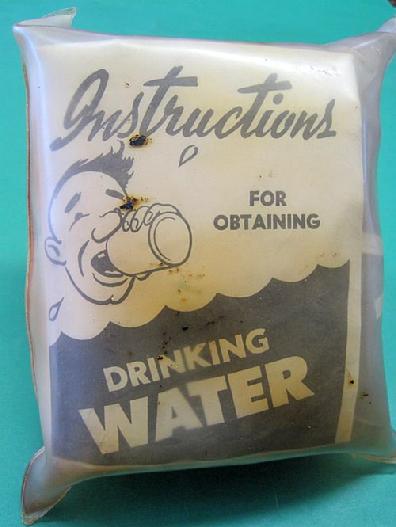 Instructions
FOR
OBTAINING
DRINKING
WATER